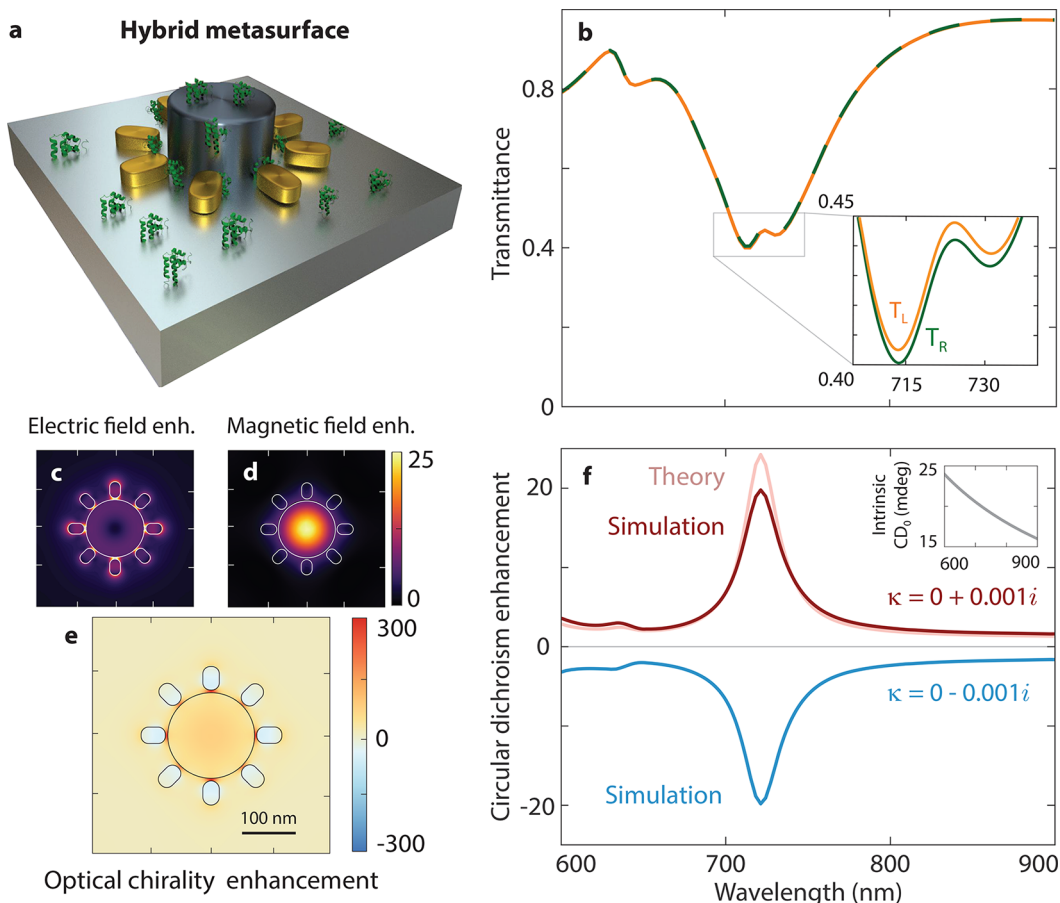 a
Hybrid metasurface
b
Transmittance
0.8
0.4
0
0.45
0.40
T_L
T_R
715
730
Electric field enh.
Magnetic field enh.
c
d
25
0
e
300
0
-300
100 nm
Optical chirality enhancement
f
Circular dichroism enhancement
20
0
-20
Theory
Simulation
Intrinsic
CD₀ (mdeg)
25
15
600
900
κ = 0 + 0.001i
κ = 0 - 0.001i
Simulation
600
700
800
900
Wavelength (nm)